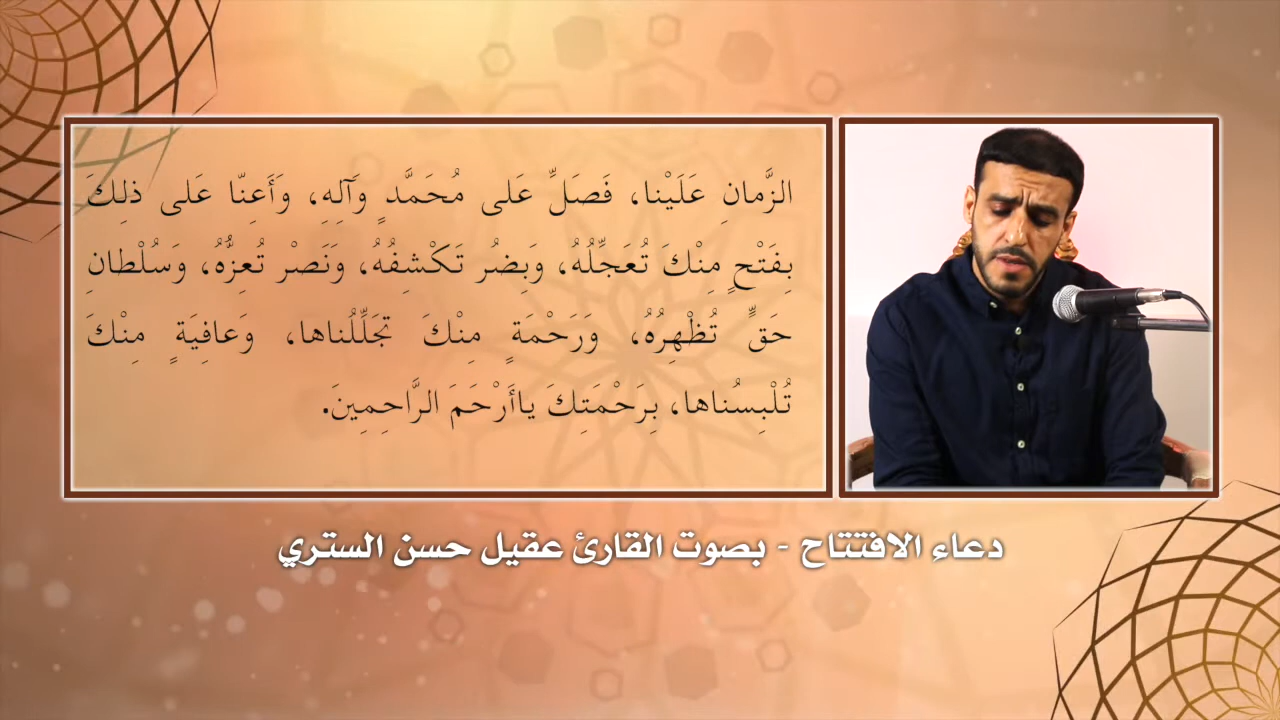 الزَّمانِ عَلَيْنا، فَصَلِّ عَلى مُحَمَّدٍ وَآلِهِ، وَأَعِنّا عَلى ذلِكَ
بِفَتْحٍ مِنْكَ تُعَجِّلُهُ، وَبِضُر تَكْشِفُهُ، ونَصْر تُعِزُّهُ، وَسُلْطانِ
حَقٍّ تُظْهِرُهُ، وَرَحْمَةٍ مِنْكَ تَجَلِّلُناها، وَعافِيَةٍ مِنْكَ
تُلْبِسُناها، بِرَحْمَتِكَ ياأَرْحَمَ الرَّاحِمِينَ.
دعاء الافتتاح - بصوت القارئ عقيل حسن الستري